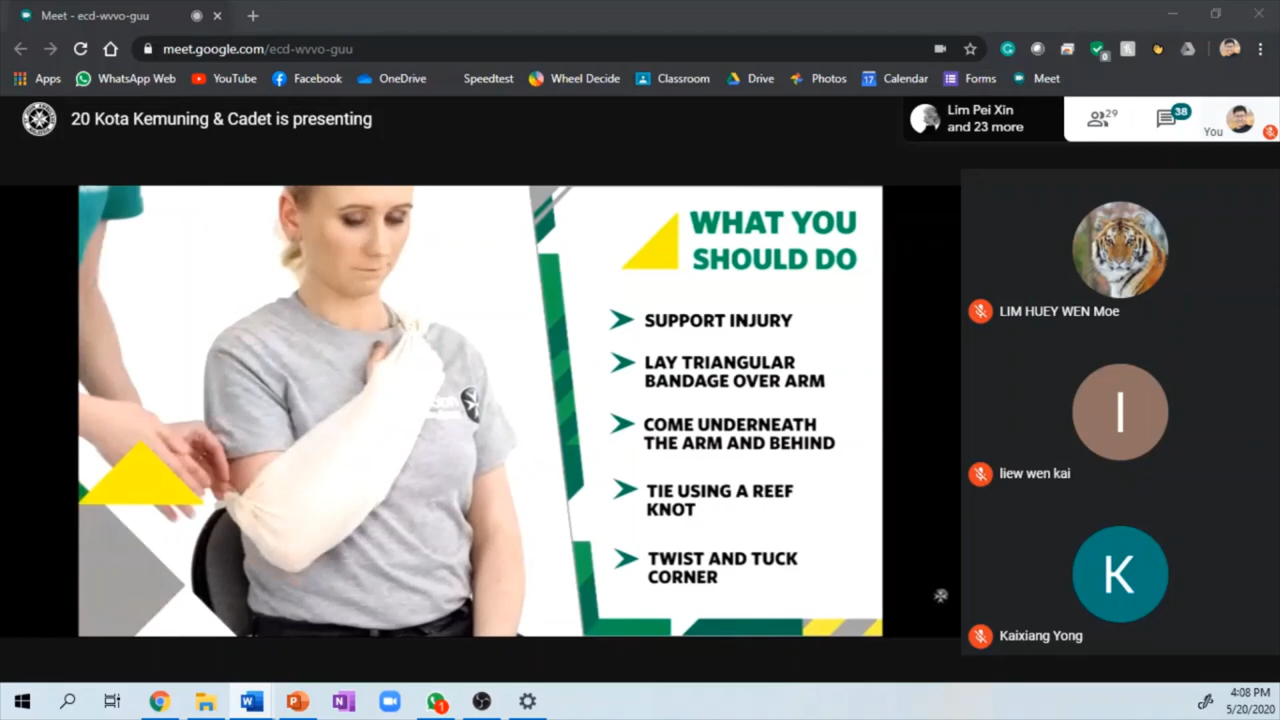 Meet - ecd-wvvo-guu
meet.google.com/ecd-wvvo-guu
Apps WhatsApp Web YouTube Facebook OneDrive Speedtest Wheel Decide Classroom Drive Photos Calendar Forms Meet
20 Kota Kemuning & Cadet is presenting
Lim Pei Xin
and 23 more
29
38
You
WHAT YOU
SHOULD DO
SUPPORT INJURY
LAY TRIANGULAR
BANDAGE OVER ARM
COME UNDERNEATH
THE ARM AND BEHIND
TIE USING A REEF
KNOT
TWIST AND TUCK
CORNER
LIM HUEY WEN Moe
I
liew wen kai
K
Kaixiang Yong
4:08 PM
5/20/2020